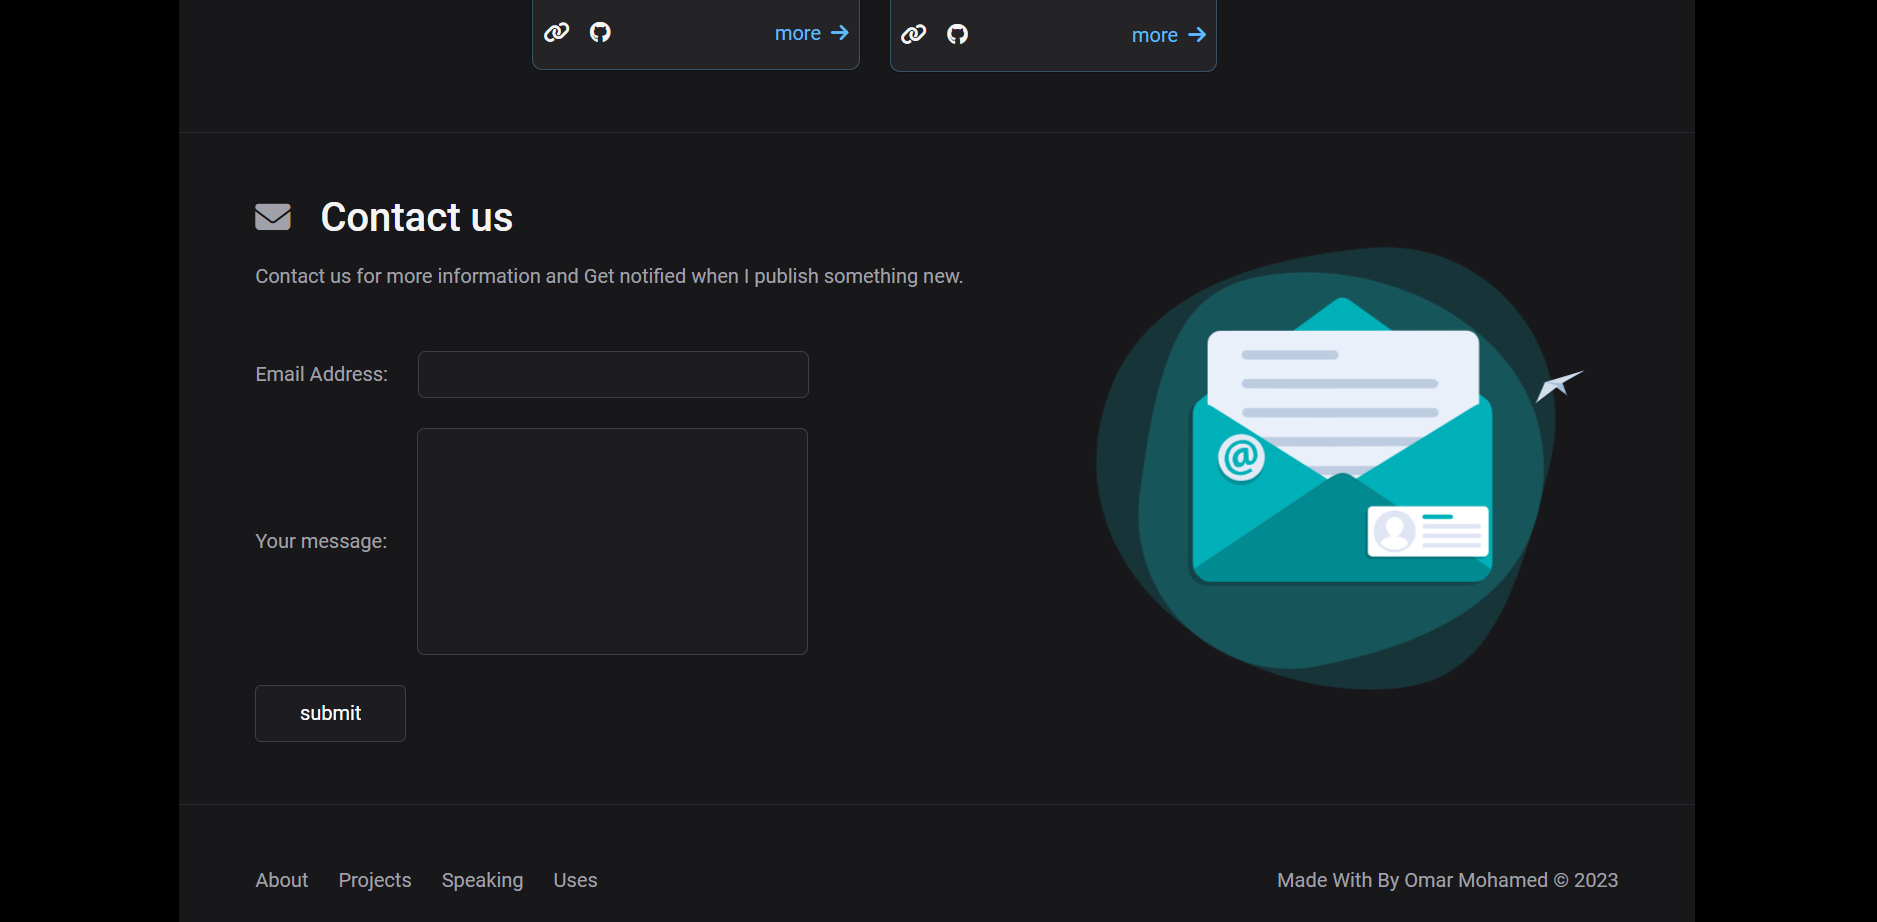 more more
Contact us
Contact us for more information and Get notified when I publish something new.
Email Address:
@
Your message:
submit
About Projects Speaking Uses
Made With By Omar Mohamed © 2023